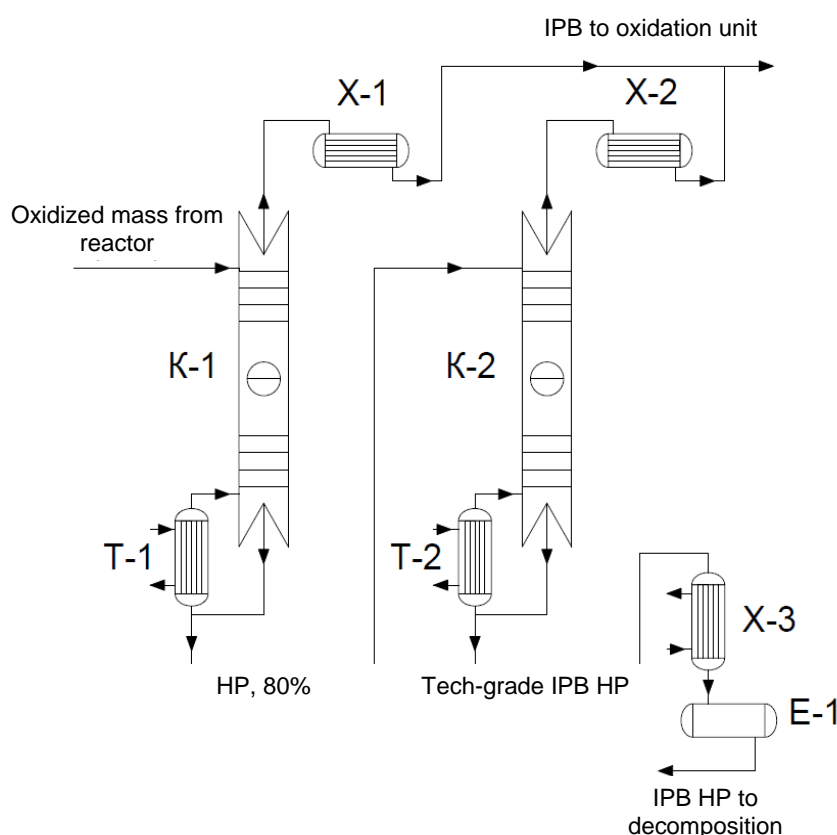 IPB to oxidation unit
X-1
X-2
Oxidized mass from
reactor
К-1
К-2
Т-1
Т-2
X-3
HP, 80%
Tech-grade IPB HP
Е-1
IPB HP to
decomposition